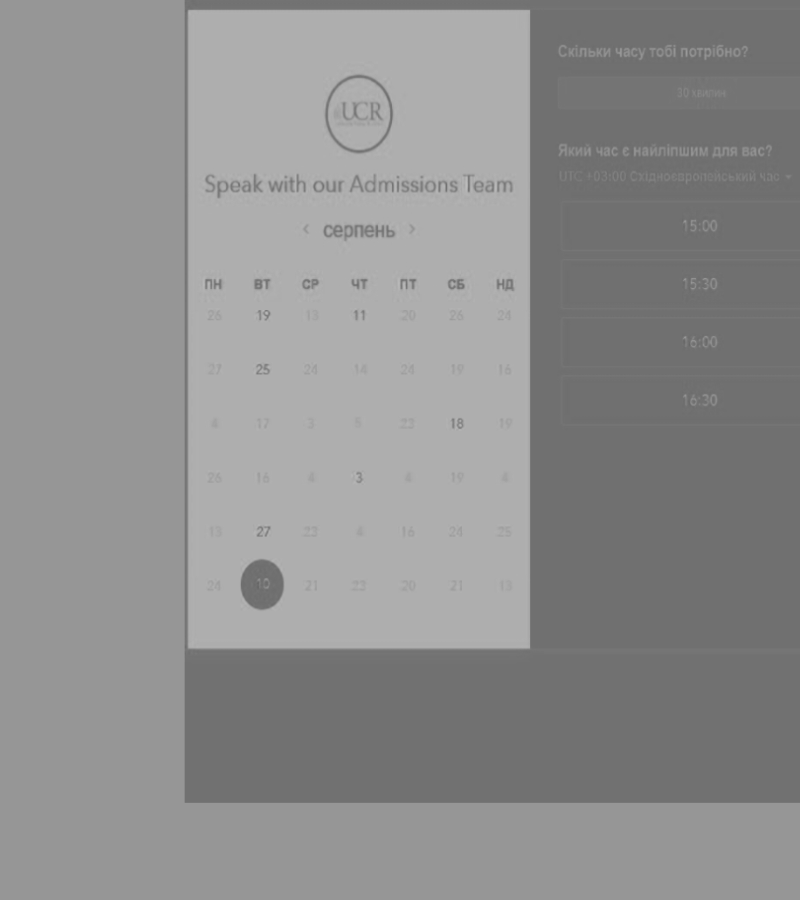 UCR
Speak with our Admissions Team
< серпень >
ПН ВТ СР ЧТ ПТ СБ НД
26 19 13 11 20 26 24
27 25 24 14 24 19 16
4 17 3 5 23 18 19
26 16 4 3 4 19 4
13 27 23 6 16 24 25
24 10 21 23 20 21 13
Скільки часу тобі потрібно?
30 хвилин
Який час є найліпшим для вас?
UTC +03:00 Східноєвропейський час
15:00
15:30
16:00
16:30